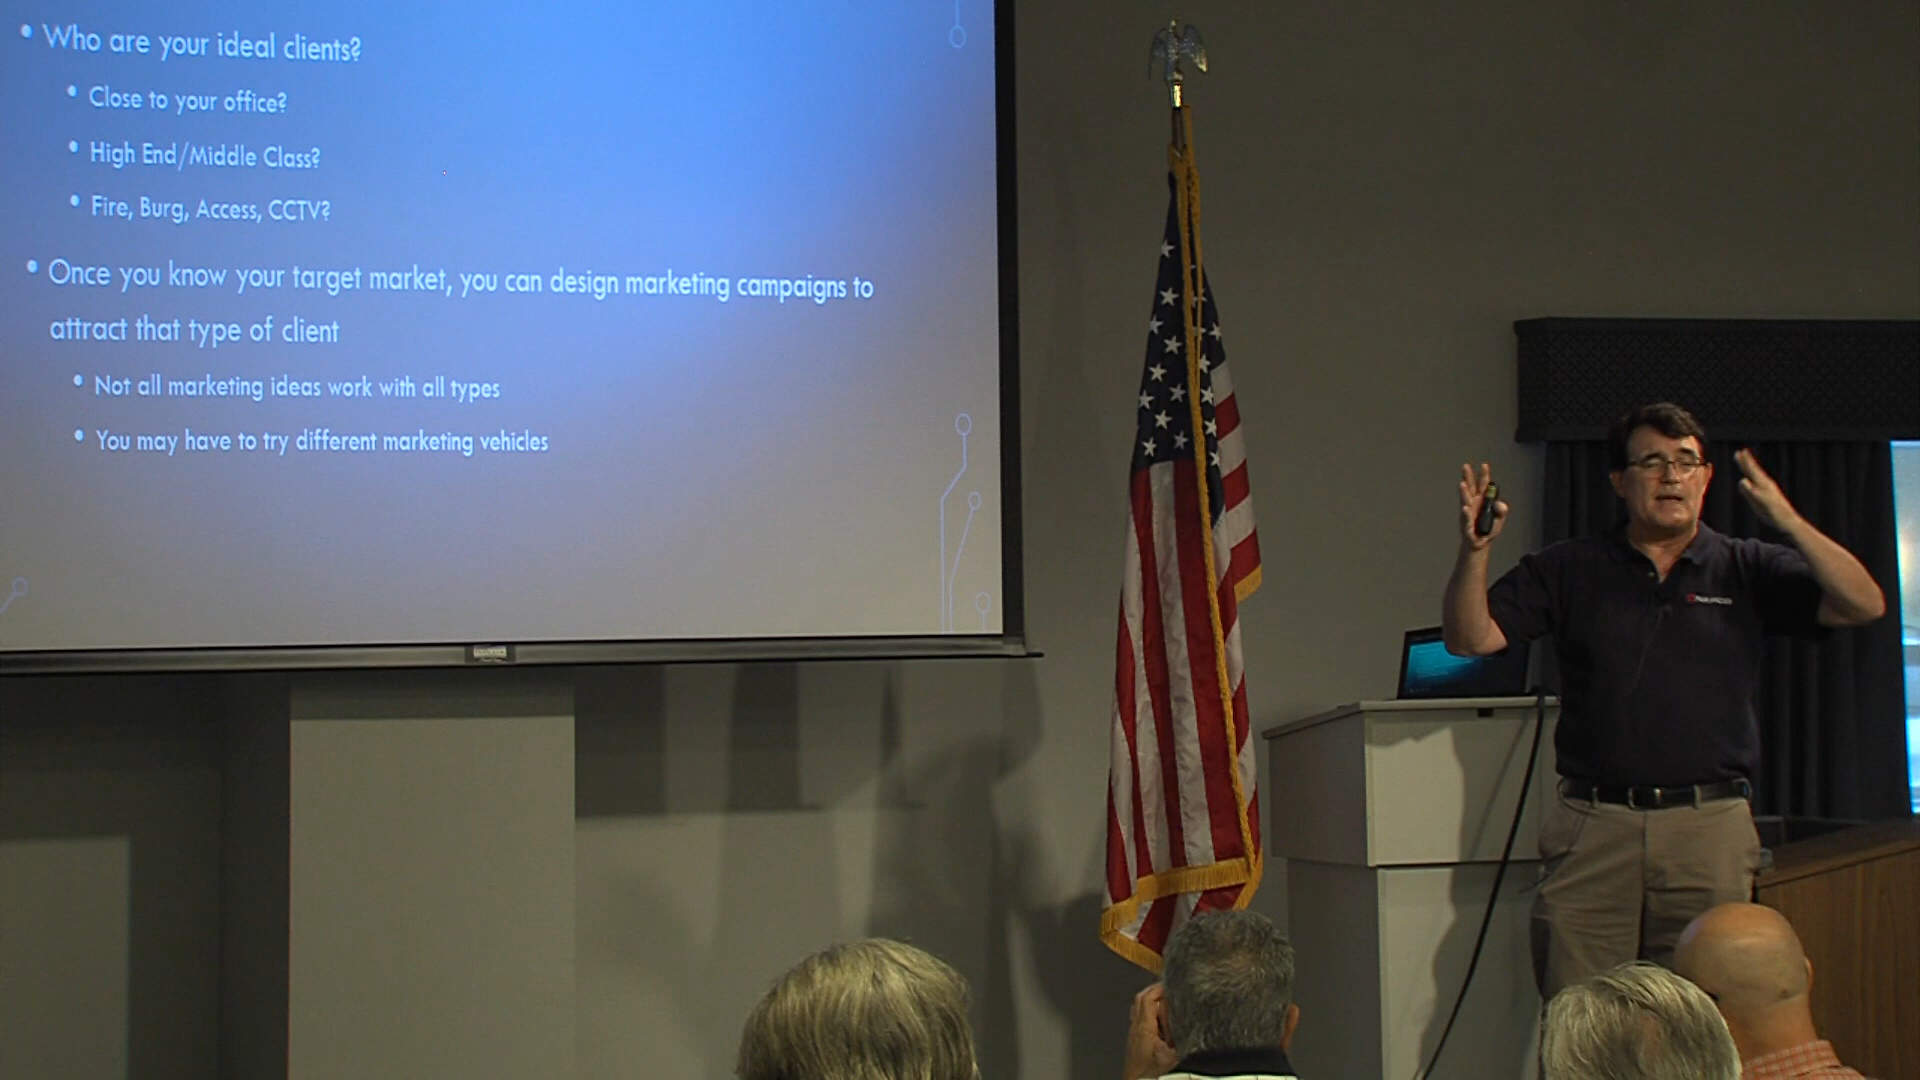 • Who are your ideal clients?
• Close to your office?
• High End/Middle Class?
• Fire, Burg, Access, CCTV?
• Once you know your target market, you can design marketing campaigns to
attract that type of client
• Not all marketing ideas work with all types
• You may have to try different marketing vehicles